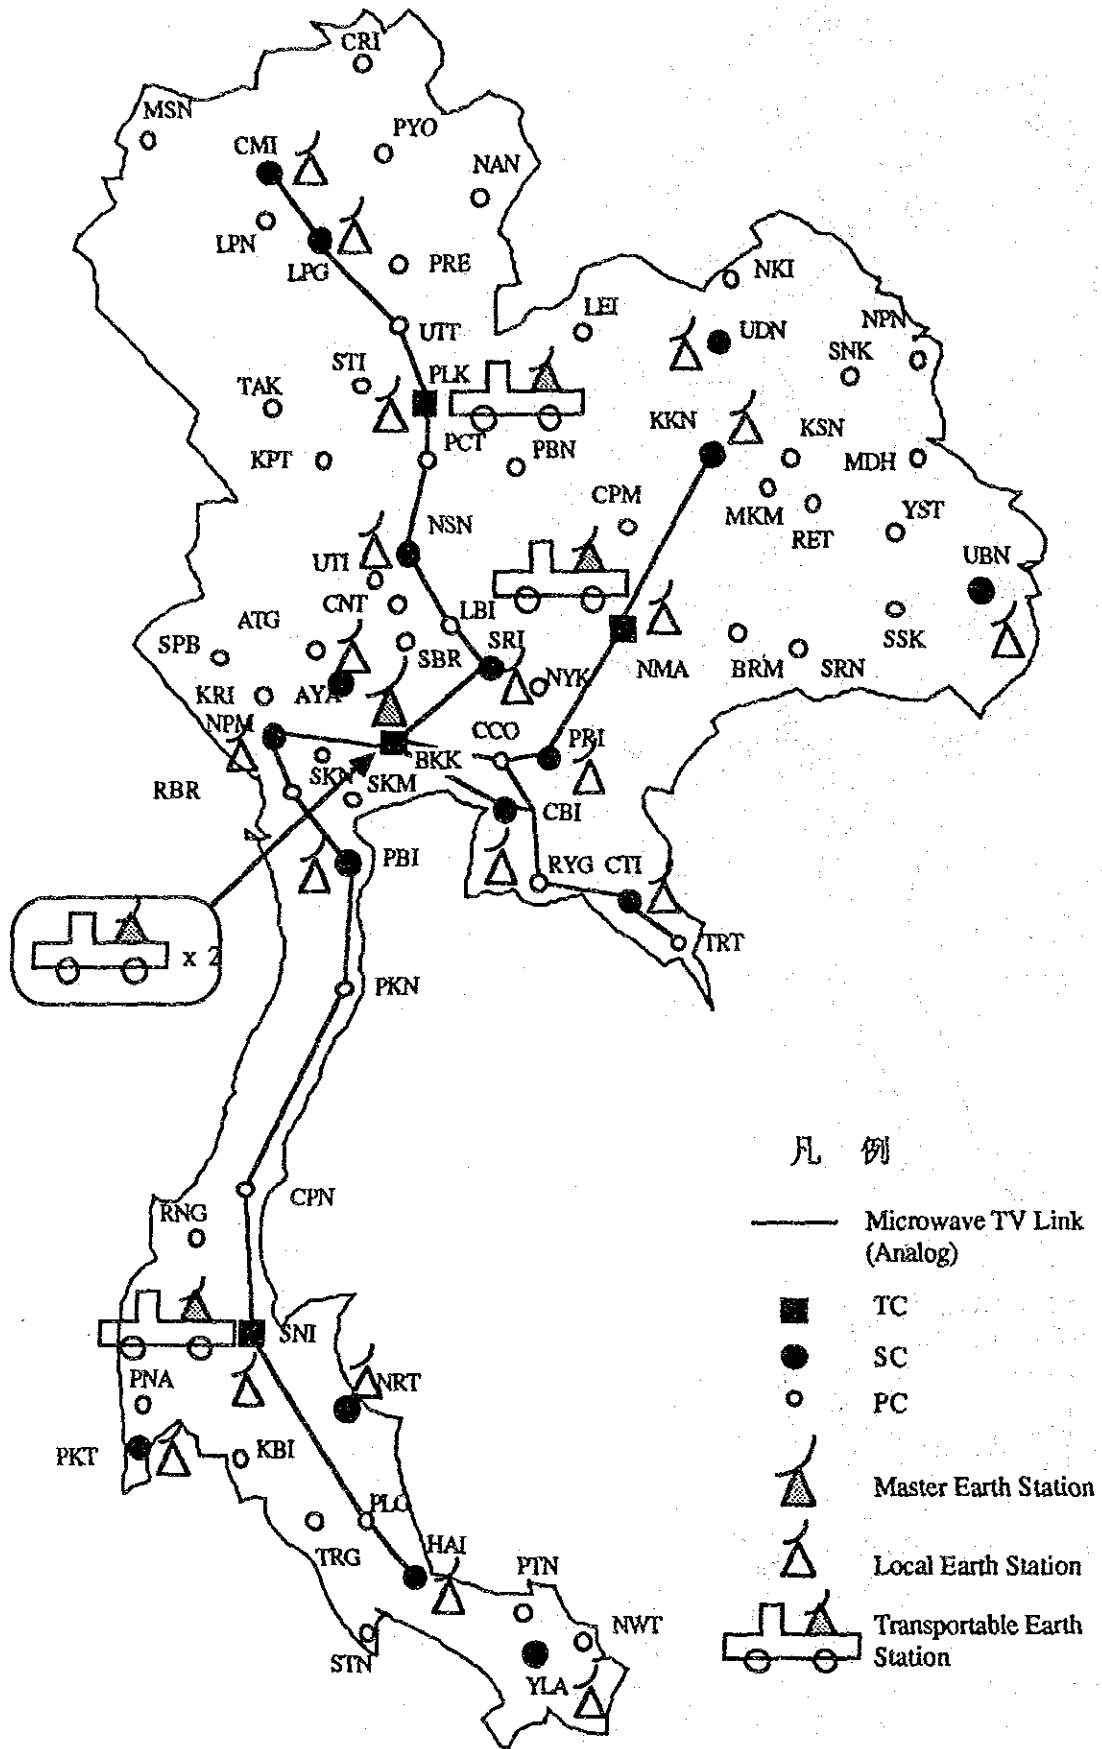 CRI
MSN
PYO
CMI
NAN
LPN
LPG
PRE
NKI
LEI
UTT
UDN
NPN
SNK
STI
PLK
TAK
KKN
KSN
PCT
PBN
KPT
MDH
CPM
MKM
NSN
YST
RET
UTI
UBN
CNT
LBI
ATG
SRI
SPB
SBR
SSK
NYK
NMA
BRM
SRN
KRI
AYA
NPM
CCO
PRI
BKK
SKN
SKM
RBR
CBI
PBI
RYG CTI
TRT
x 2
PKN
凡 例
CPN
RNG
Microwave TV Link
(Analog)
TC
SNI
SC
PNA
NRT
PC
PKT
KBI
Master Earth Station
PLG
HAI
TRG
PTN
Local Earth Station
NWT
Transportable Earth
Station
STN
YLA